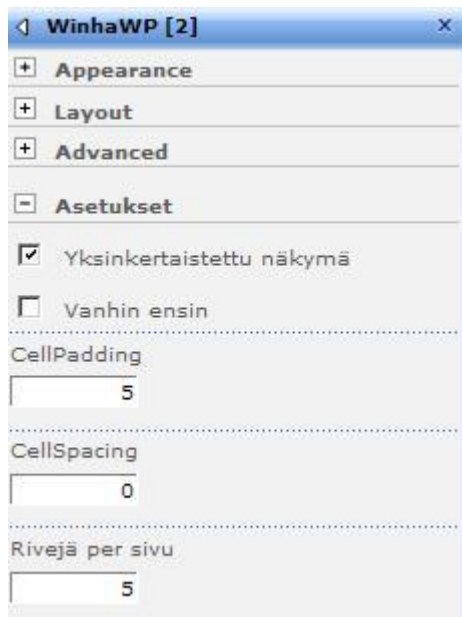 WinhaWP [2]
Appearance
Layout
Advanced
Asetukset
Yksinkertaistettu näkymä
Vanhin ensin
CellPadding
5
CellSpacing
0
Rivejä per sivu
5